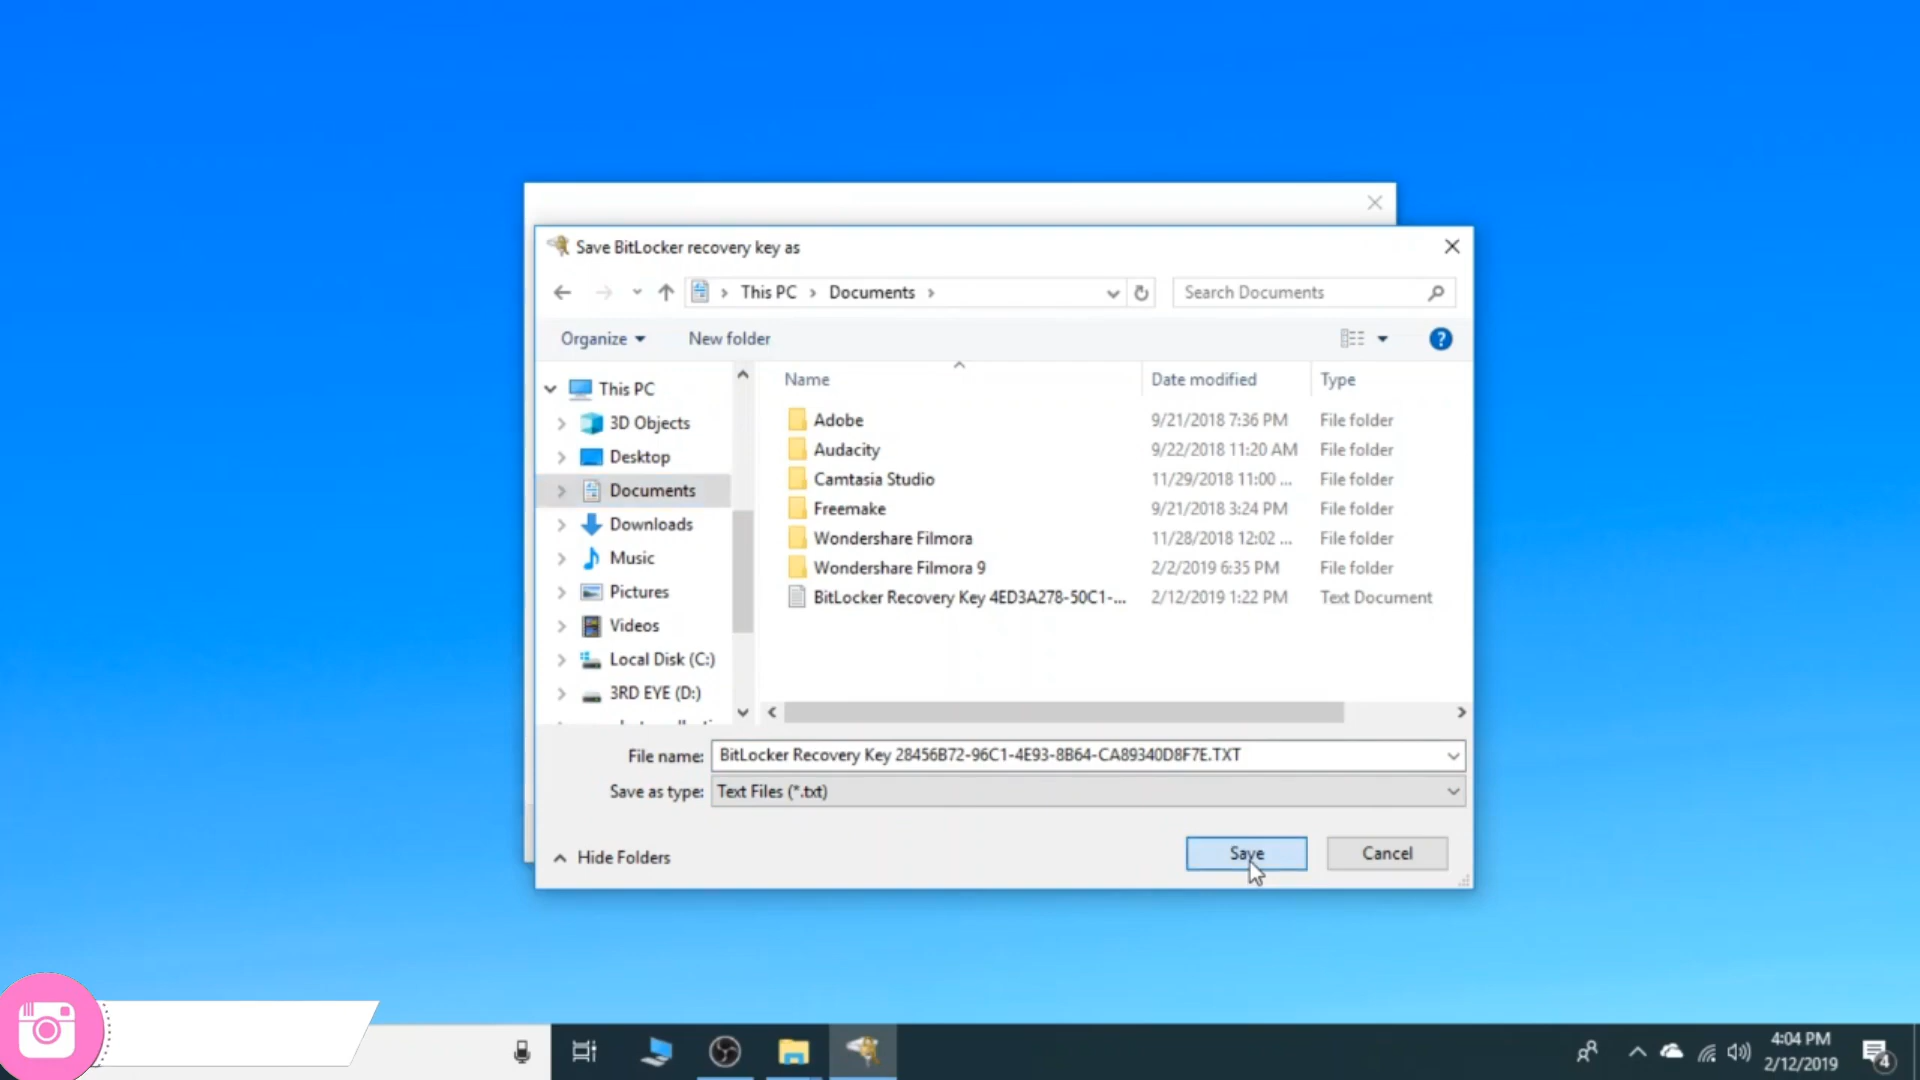 Save BitLocker recovery key as
This PC Documents
Search Documents
Organize
New folder
?
This PC
3D Objects
Desktop
Documents
Downloads
Music
Pictures
Videos
Local Disk (C:)
3RD EYE (D:)
Name Date modified Type
Adobe 9/21/2018 7:36 PM File folder
Audacity 9/22/2018 11:20 AM File folder
Camtasia Studio 11/29/2018 11:00 ... File folder
Freemake 9/21/2018 3:24 PM File folder
Wondershare Filmora 11/28/2018 12:02 ... File folder
Wondershare Filmora 9 2/2/2019 6:35 PM File folder
BitLocker Recovery Key 4ED3A278-50C1-... 2/12/2019 1:22 PM Text Document
File name: BitLocker Recovery Key 28456B72-96C1-4E93-8B64-CA89340D8F7E.TXT
Save as type: Text Files (*.txt)
Hide Folders
Save
Cancel
4:04 PM
2/12/2019
4